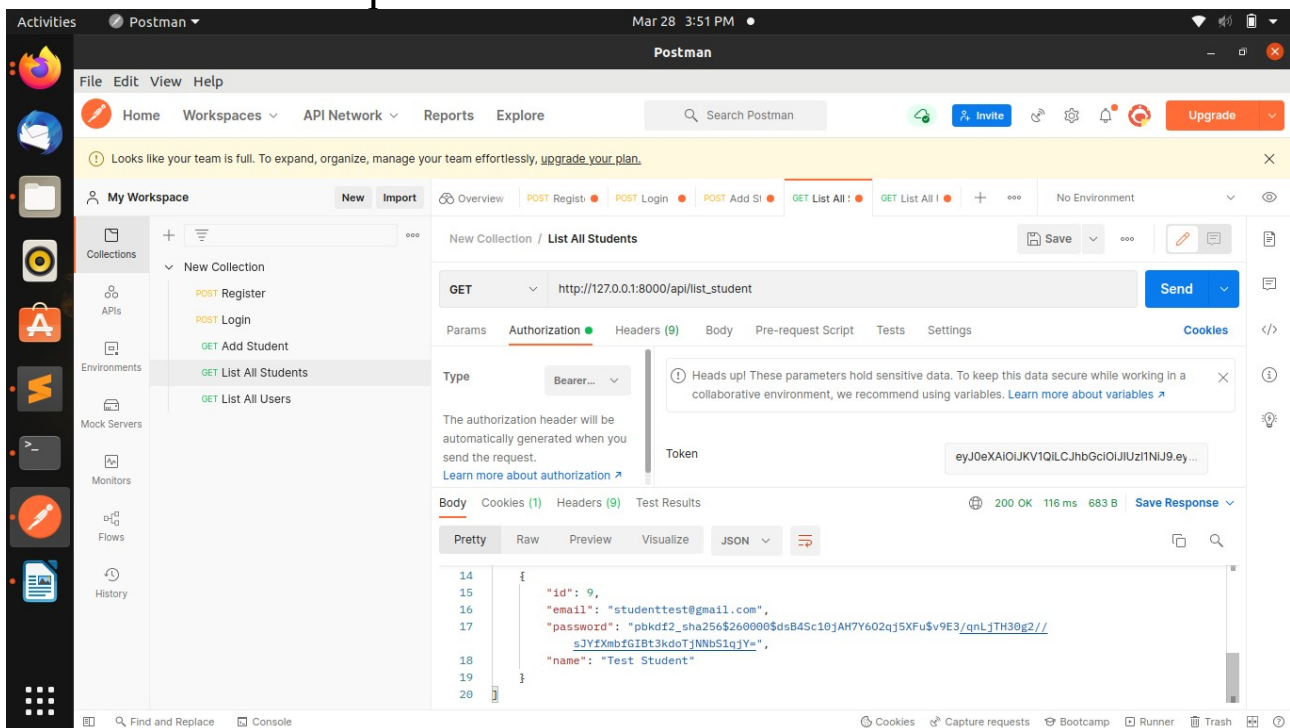 Activities Postman Mar 28 3:51 PM
Postman
File Edit View Help
Home Workspaces API Network Reports Explore Search Postman Invite Upgrade
Looks like your team is full. To expand, organize, manage your team effortlessly, upgrade your plan.
My Workspace New Import Overview POST Regist POST Login POST Add St GET List All GET List All No Environment
Collections
New Collection / List All Students Save
New Collection
POST Register
POST Login
GET Add Student
GET List All Students
GET List All Users
APIs
Environments
Mock Servers
Monitors
Flows
History
GET http://127.0.0.1:8000/api/list_student Send
Params Authorization Headers (9) Body Pre-request Script Tests Settings Cookies
Type Bearer...
Heads up! These parameters hold sensitive data. To keep this data secure while working in a
collaborative environment, we recommend using variables. Learn more about variables
The authorization header will be
automatically generated when you
send the request.
Learn more about authorization
Token
Body Cookies (1) Headers (9) Test Results 200 OK 116 ms 683 B Save Response
Pretty Raw Preview Visualize JSON
14 {
15 "id": 9,
16 "email": "studenttest@gmail.com",
17 "password": "pbkdf2_sha256$260000$dsB4Sc10jAH7Y6O2qj5XFu$v9E3/qnLjTH30g2//
sJYfXmbfGIBt3kdoTjNNbS1qjY=",
18 "name": "Test Student"
19 }
20 ]
Find and Replace Console Cookies Capture requests Bootcamp Runner Trash